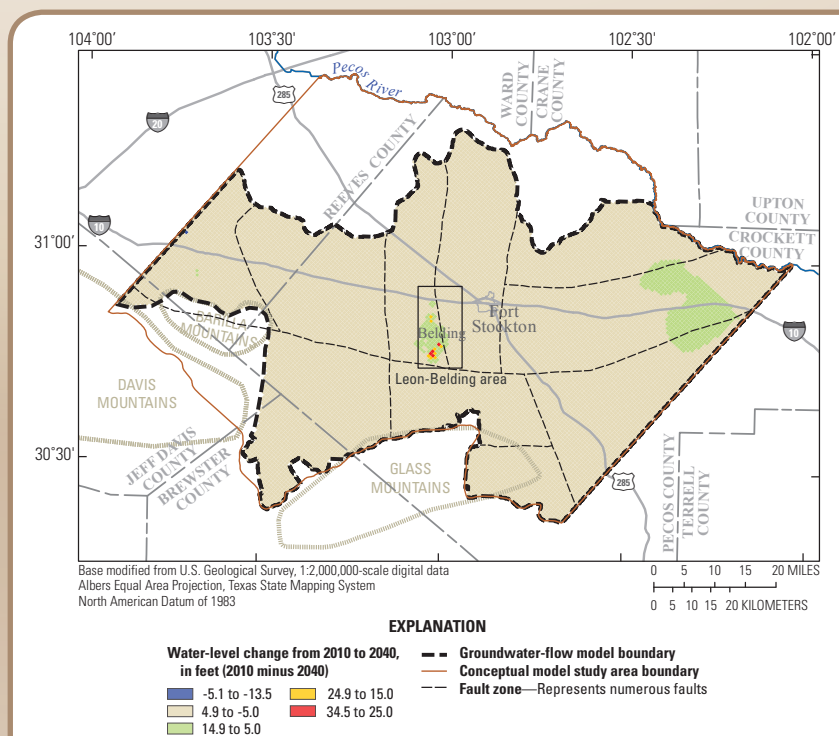 104°00'
103°30'
103°00'
102°30'
102°00'
Pecos
River
285
WARD
COUNTY
CRANE
COUNTY
20
REEVES COUNTY
10
UPTON
COUNTY
CROCKETT
COUNTY
31°00'
Fort
Stockton
Belding
BARILLA
MOUNTAINS
10
Leon-Belding area
DAVIS
MOUNTAINS
30°30'
JEFF DAVIS
COUNTY
BREWSTER
COUNTY
GLASS
MOUNTAINS
285
PECOS COUNTY
TERRELL
COUNTY
Base modified from U.S. Geological Survey, 1:2,000,000-scale digital data
Albers Equal Area Projection, Texas State Mapping System
North American Datum of 1983
0 5 10 15 20 MILES
0 5 10 15 20 KILOMETERS
EXPLANATION
Water-level change from 2010 to 2040,
in feet (2010 minus 2040)
-5.1 to -13.5
4.9 to -5.0
14.9 to 5.0
24.9 to 15.0
34.5 to 25.0
Groundwater-flow model boundary
Conceptual model study area boundary
Fault zone—Represents numerous faults